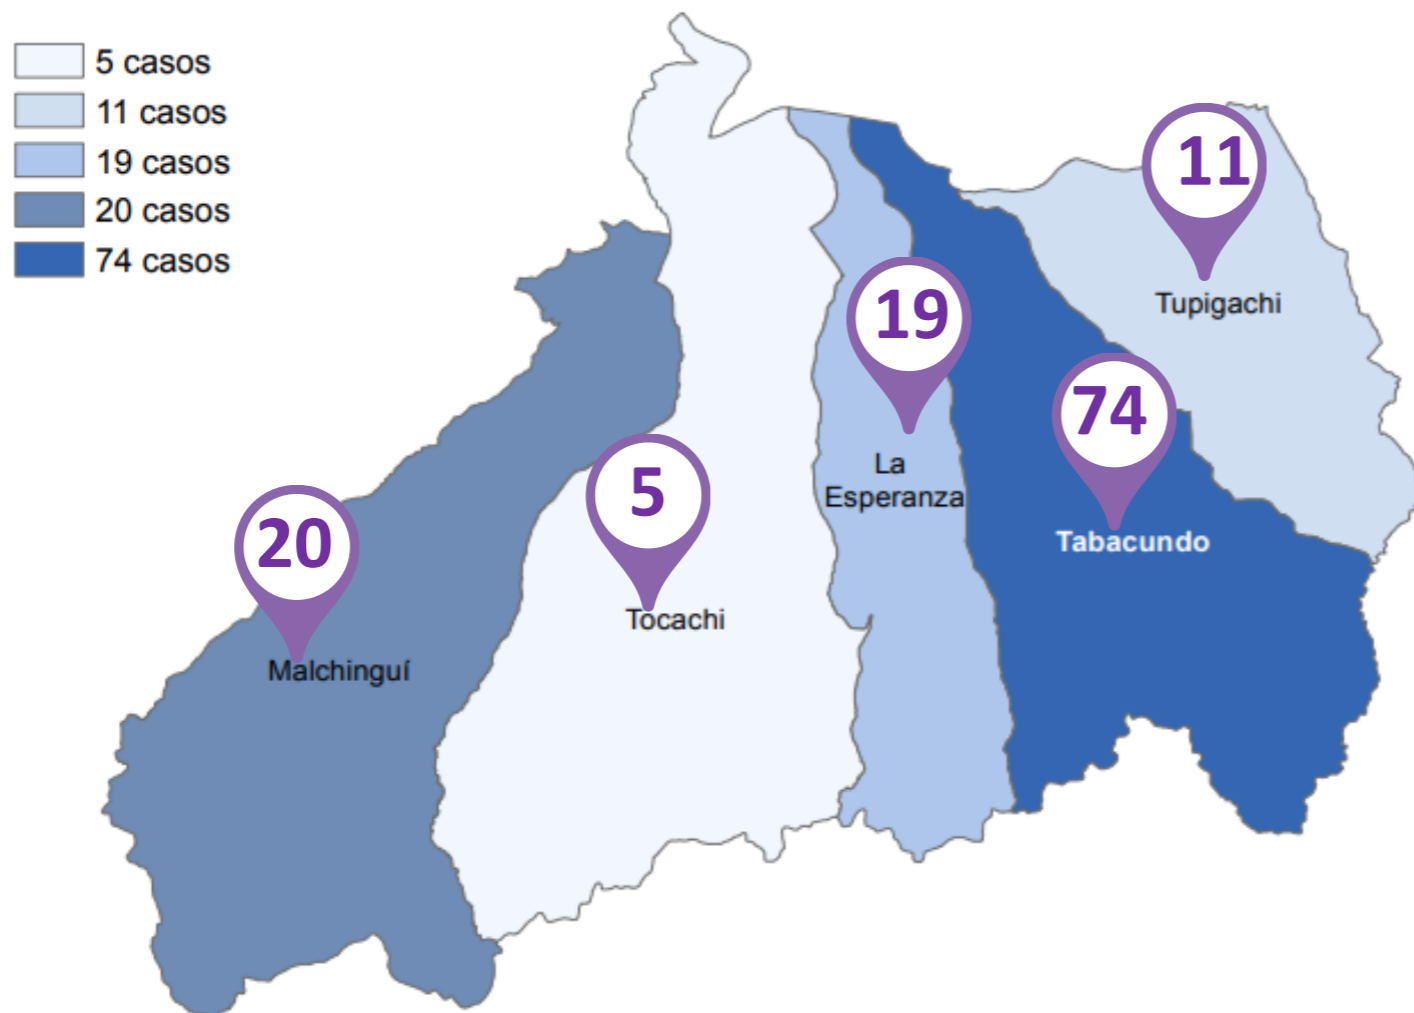 5 casos
11 casos
19 casos
20 casos
74 casos
11
Tupigachi
19
La
Esperanza
74
Tabacundo
5
Tocachi
20
Malchinguí